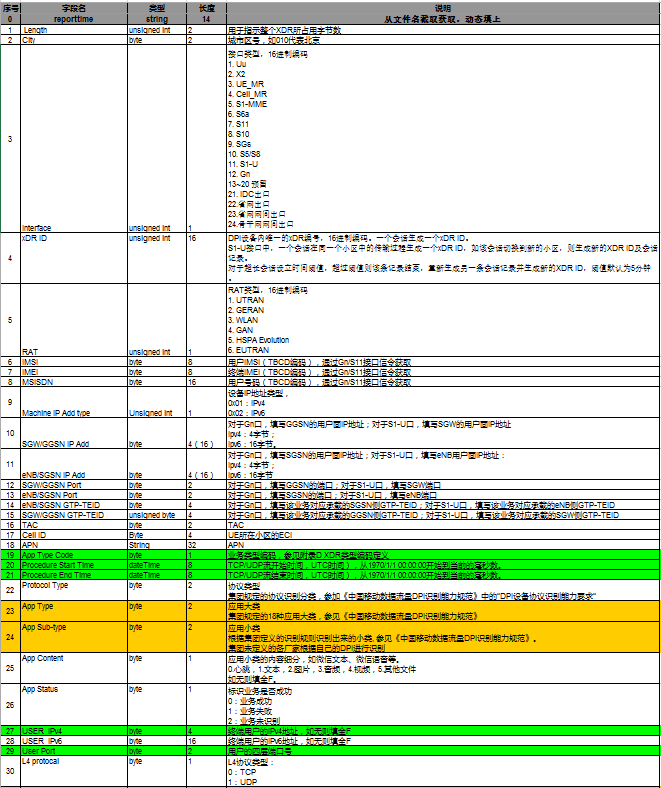 序号 字段名 类型 长度 说明
0 reporttime string 14 从文件名截取获取。动态填上
1 Length unsigned int 2 用于指示整个XDR所占用字节数
2 City byte 2 城市区号，如010代表北京
接口类型，16进制编码
1. Uu
2. X2
3. UE_MR
4. Cell_MR
5. S1-MME
6. S6a
3 7. S11
8. S10
9. SGs
10. S5/S8
11. S1-U
12. Gn
13~20 预留
21. IDC出口
22.省网出口
23.省网网间出口
Interface unsigned int 1 24.骨干网网间出口
xDR ID unsigned int 16 DPI设备内唯一的xDR编号，16进制编码。一个会话生成一个xDR ID。
S1-U接口中，一个会话在同一个小区中的传输过程生成一个xDR ID，如该会话切换到新的小区，则生成新的XDR ID及会话
4 记录。
对于超长会话设立时间阈值，超过阈值则该条记录结束，重新生成另一条会话记录并生成新的XDR ID，阈值默认为5分钟
。
RAT类型，16进制编码
1. UTRAN
2. GERAN
5 3. WLAN
4. GAN
5. HSPA Evolution
RAT unsigned int 1 6. EUTRAN
6 IMSI byte 8 用户IMSI（TBCD编码），通过Gn/S11接口信令获取
7 IMEI byte 8 终端IMEI（TBCD编码），通过Gn/S11接口信令获取
8 MSISDN byte 16 用户号码（TBCD编码），通过Gn/S11接口信令获取
设备IP地址类型，
9 0x01：IPv4
Machine IP Add type Unsigned int 1 0x02：IPv6
对于Gn口，填写GGSN的用户面IP地址；对于S1-U口，填写SGW的用户面IP地址
10 Ipv4：4字节；
SGW/GGSN IP Add byte 4（16） Ipv6：16字节。
对于Gn口，填写SGSN的用户面IP地址；对于S1-U口，填写eNB用户面IP地址：
11 Ipv4：4字节；
eNB/SGSN IP Add byte 4（16） Ipv6：16字节
12 SGW/GGSN Port byte 2 对于Gn口，填写GGSN的端口；对于S1-U口，填写SGW端口
13 eNB/SGSN Port byte 2 对于Gn口，填写SGSN的端口；对于S1-U口，填写eNB端口
14 eNB/SGSN GTP-TEID byte 4 对于Gn口，填写该业务对应承载的SGSN侧GTP-TEID；对于S1-U口，填写该业务对应承载的eNB侧GTP-TEID
15 SGW/GGSN GTP-TEID unsigned byte 4 对于Gn口，填写该业务对应承载的GGSN侧GTP-TEID；对于S1-U口，填写该业务对应承载的SGW侧GTP-TEID
16 TAC byte 2 TAC
17 Cell ID Byte 4 UE所在小区的ECI
18 APN String 32 APN
19 App Type Code byte 1 业务类型编码，参见附录D XDR类型编码定义
20 Procedure Start Time dateTime 8 TCP/UDP流开始时间，UTC时间），从1970/1/1 00:00:00开始到当前的毫秒数。
21 Procedure End Time dateTime 8 TCP/UDP流结束时间，UTC时间），从1970/1/1 00:00:00开始到当前的毫秒数。
22 Protocol Type byte 2 协议类型
集团规定的协议识别分类，参加《中国移动数据流量DPI识别能力规范》中的“DPI设备协议识别能力要求”
23 App Type byte 2 应用大类
集团规定的18种应用大类，参见《中国移动数据流量DPI识别能力规范》
App Sub-type byte 2 应用小类
24 根据集团定义的识别规则识别出来的小类，参见《中国移动数据流量DPI识别能力规范》。
集团未定义的各厂家根据自己的DPI进行识别
App Content byte 1 应用小类的内容细分，如微信文本、微信语音等。
25 0.心跳，1.文本，2.图片，3.音频，4.视频，5.其他文件
如无则填全F。
App Status byte 1 标识业务是否成功
26 0：业务成功
1：业务失败
2：业务未识别
27 USER_IPv4 byte 4 终端用户的IPv4地址，如无则填全F
28 USER_IPv6 byte 16 终端用户的IPv6地址，如无则填全F
29 User Port byte 2 用户的四层端口号
L4 protocal byte 1 L4协议类型：
30 0：TCP
1：UDP